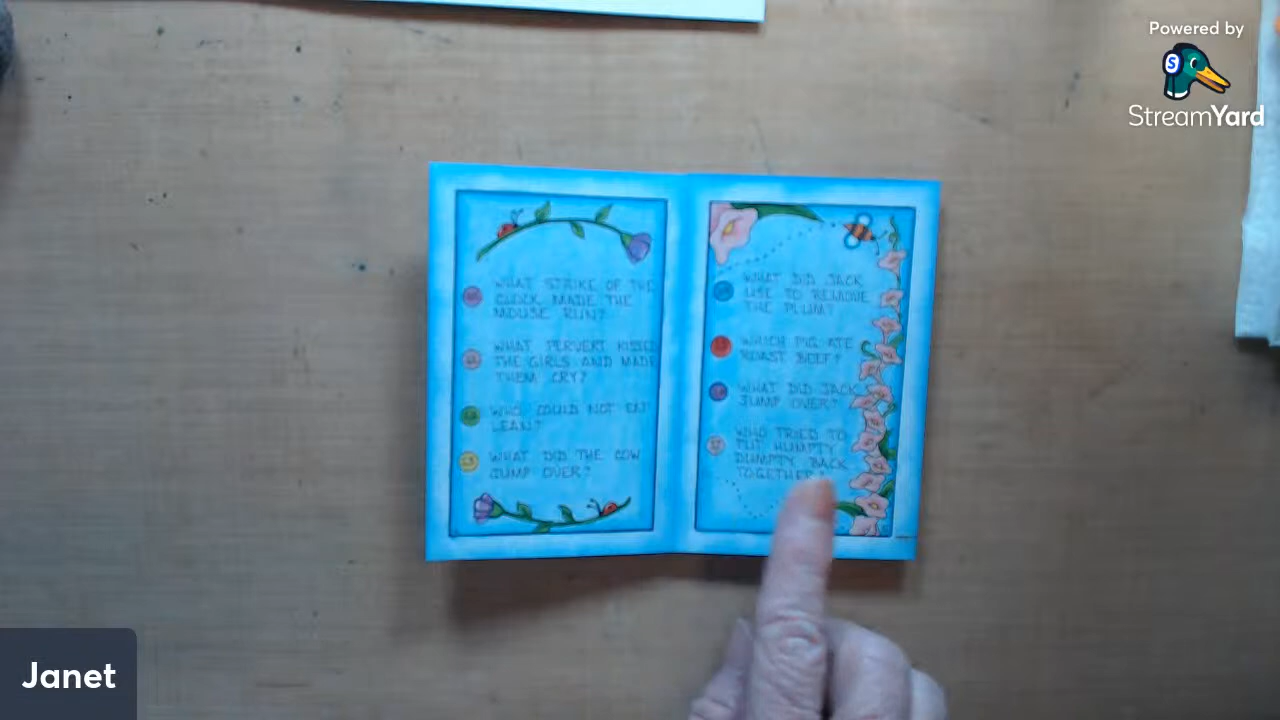 Powered by
StreamYard
WHAT STRIKE OF THE
CLOCK MADE THE
MOUSE RUN?
WHAT PERVERT KISSED
THE GIRLS AND MADE
THEM CRY?
WHO COULD NOT EAT
LEAN?
WHAT DID THE COW
JUMP OVER?
WHAT DID JACK
USE TO REMOVE
THE PLUM?
WHICH PIG ATE
ROAST BEEF?
WHAT DID JACK
JUMP OVER?
WHO TRIED TO
PUT HUMPTY
DUMPTY BACK
TOGETHER?
Janet